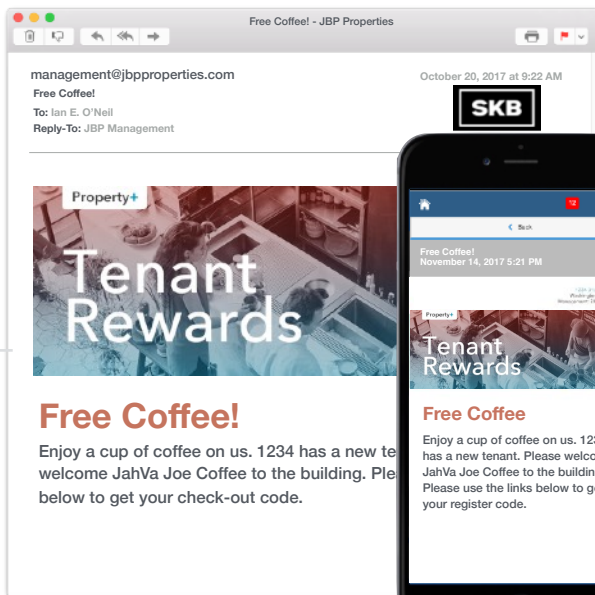 Free Coffee! - JBP Properties
management@jbpproperties.com
October 20, 2017 at 9:22 AM
Free Coffee!
To: Ian E. O'Neil
Reply-To: JBP Management
SKB
Property+
Tenant
Rewards
Free Coffee!
Enjoy a cup of coffee on us. 1234 has a new te
welcome JahVa Joe Coffee to the building. Ple
below to get your check-out code.
12
Back
Free Coffee!
November 14, 2017 5:21 PM
Property+
Tenant
Rewards
Free Coffee
Enjoy a cup of coffee on us. 123
has a new tenant. Please welco
JahVa Joe Coffee to the buildin
Please use the links below to g
your register code.